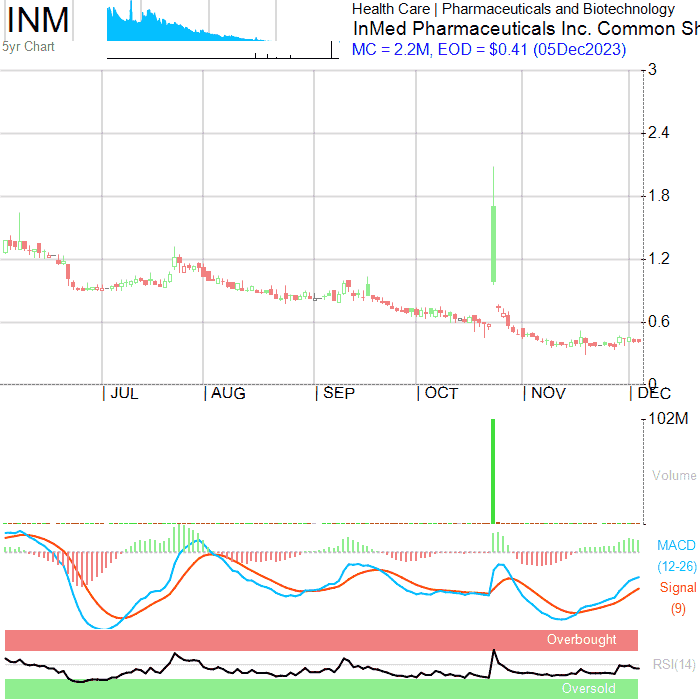 INM
5yr Chart
Health Care | Pharmaceuticals and Biotechnology
InMed Pharmaceuticals Inc. Common Sh
MC = 2.2M, EOD = $0.41 (05Dec2023)
3
2.4
1.8
1.2
0.6
0
| JUL | AUG | SEP | OCT | NOV | DEC
102M
Volume
MACD
(12-26)
Signal
(9)
Overbought
RSI(14)
Oversold